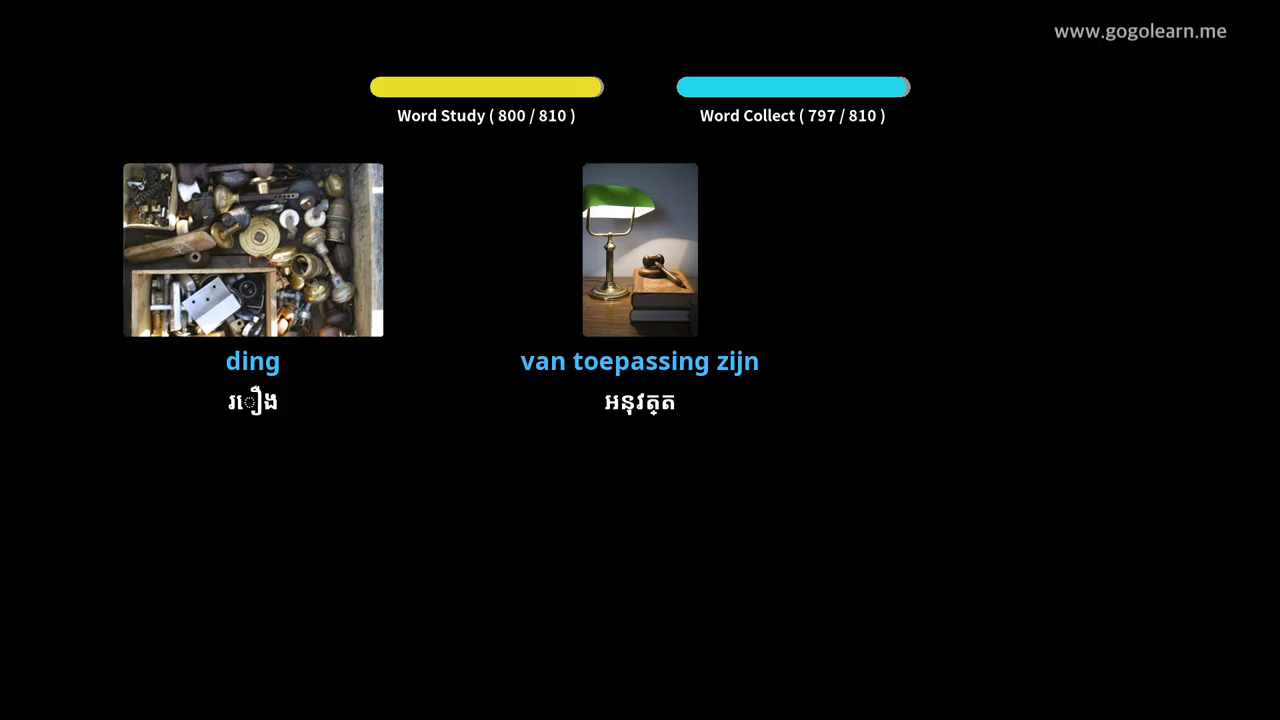 www.gogolearn.me
Word Study ( 800 / 810 )
Word Collect ( 797 / 810 )
ding
van toepassing zijn
រឿង
អនុវត្ត